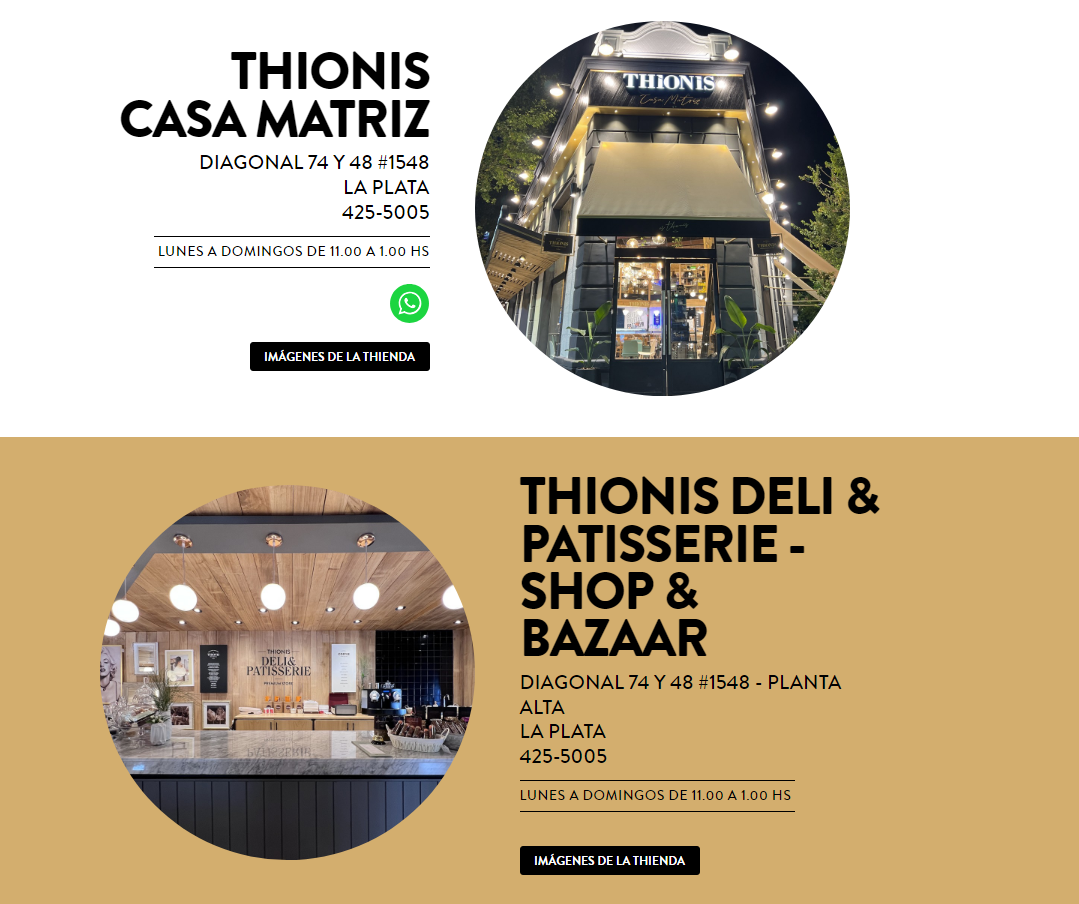 THIONIS
CASA MATRIZ
DIAGONAL 74 Y 48 #1548
LA PLATA
425-5005
LUNES A DOMINGOS DE 11.00 A 1.00 HS
IMÁGENES DE LA THIENDA
THIONIS
Casa Matriz
THIONIS DELI &
PATISSERIE -
SHOP &
BAZAAR
DIAGONAL 74 Y 48 #1548 - PLANTA
ALTA
LA PLATA
425-5005
LUNES A DOMINGOS DE 11.00 A 1.00 HS
IMÁGENES DE LA THIENDA
THIONIS
DELI &
PATISSERIE